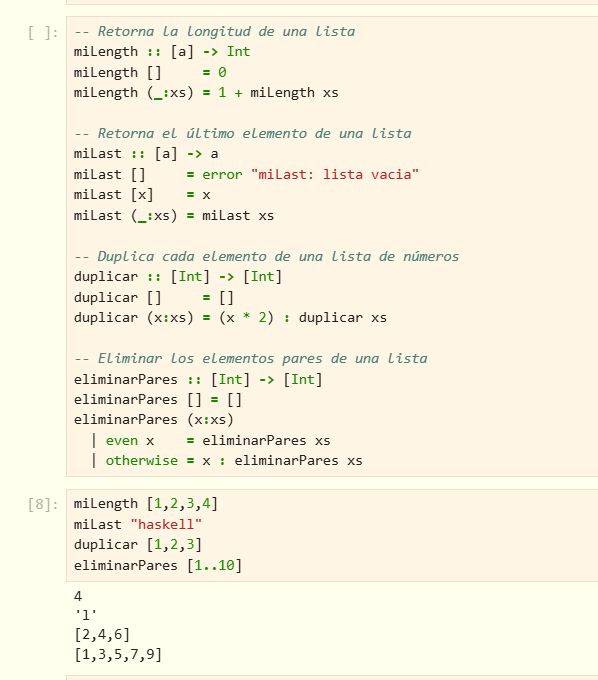 [ ]: -- Retorna la longitud de una lista
miLength :: [a] -> Int
miLength []     = 0
miLength (_:xs) = 1 + miLength xs

-- Retorna el último elemento de una lista
miLast :: [a] -> a
miLast []     = error "miLast: lista vacia"
miLast [x]    = x
miLast (_:xs) = miLast xs

-- Duplica cada elemento de una lista de números
duplicar :: [Int] -> [Int]
duplicar []     = []
duplicar (x:xs) = (x * 2) : duplicar xs

-- Eliminar los elementos pares de una lista
eliminarPares :: [Int] -> [Int]
eliminarPares [] = []
eliminarPares (x:xs)
  | even x    = eliminarPares xs
  | otherwise = x : eliminarPares xs

[8]: miLength [1,2,3,4]
miLast "haskell"
duplicar [1,2,3]
eliminarPares [1..10]
4
'l'
[2,4,6]
[1,3,5,7,9]